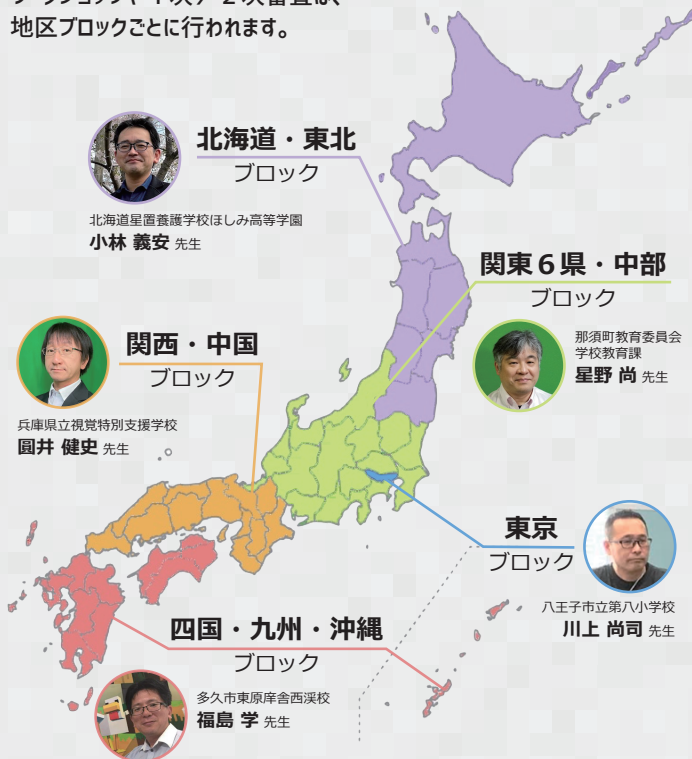 地区ブロックごとに行われます。
北海道・東北
ブロック
北海道星置養護学校ほしみ高等学園
小林 義安 先生
関東6県・中部
ブロック
那須町教育委員会
学校教育課
星野 尚 先生
関西・中国
ブロック
兵庫県立視覚特別支援学校
圓井 健史 先生
東京
ブロック
八王子市立第八小学校
川上 尚司 先生
四国・九州・沖縄
ブロック
多久市東原庠舎西渓校
福島 学 先生